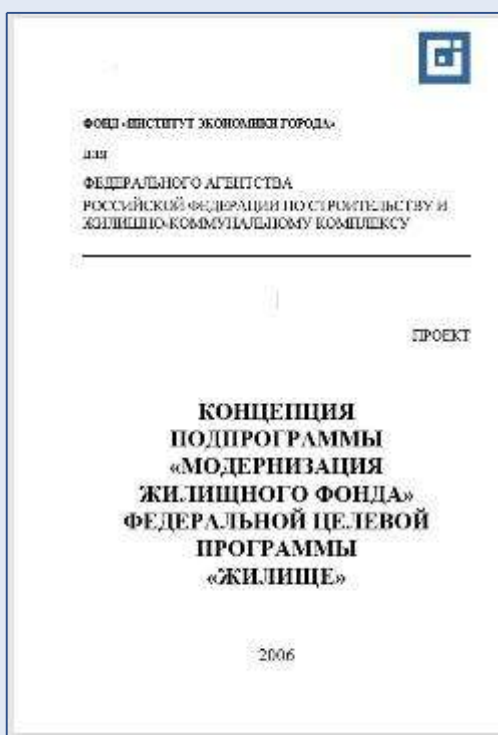 ФОНД «ИНСТИТУТ ЭКОНОМИКИ ГОРОДА»
для
ФЕДЕРАЛЬНОГО АГЕНТСТВА
РОССИЙСКОЙ ФЕДЕРАЦИИ ПО СТРОИТЕЛЬСТВУ И
ЖИЛИЩНО-КОММУНАЛЬНОМУ КОМПЛЕКСУ
ПРОЕКТ
КОНЦЕПЦИЯ
ПОДПРОГРАММЫ
«МОДЕРНИЗАЦИЯ
ЖИЛИЩНОГО ФОНДА»
ФЕДЕРАЛЬНОЙ ЦЕЛЕВОЙ
ПРОГРАММЫ
«ЖИЛИЩЕ»
2006